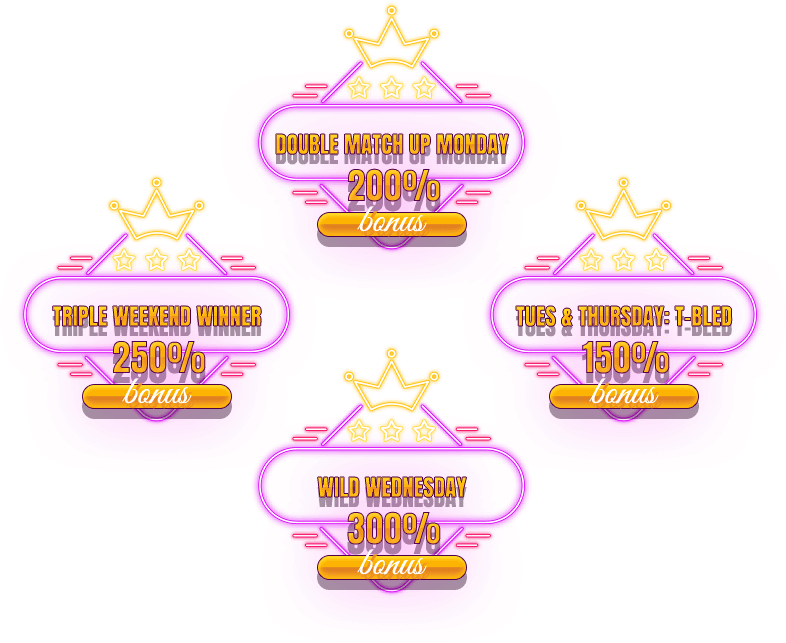 DOUBLE MATCH UP MONDAY
200%
bonus
TRIPLE WEEKEND WINNER
250%
bonus
TUES & THURSDAY: T-BLED
150%
bonus
WILD WEDNESDAY
300%
bonus